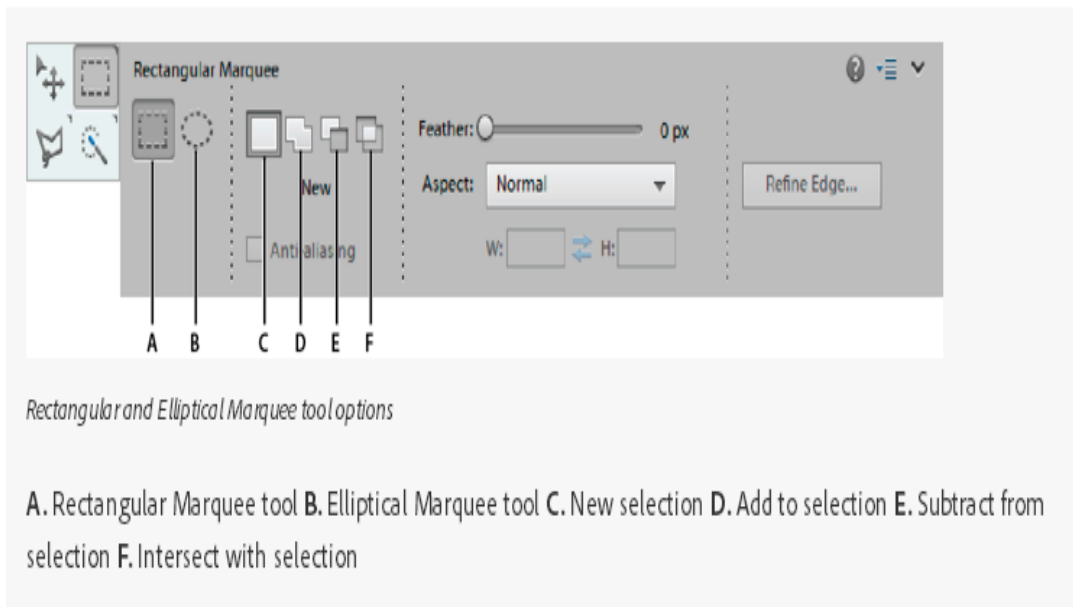 Rectangular Marquee
Feather: 0 px
New
Aspect: Normal
Refine Edge...
Anti-aliasing
W: H:
A B C D E F
Rectangular and Elliptical Marquee tool options
A. Rectangular Marquee tool B. Elliptical Marquee tool C. New selection D. Add to selection E. Subtract from
selection F. Intersect with selection